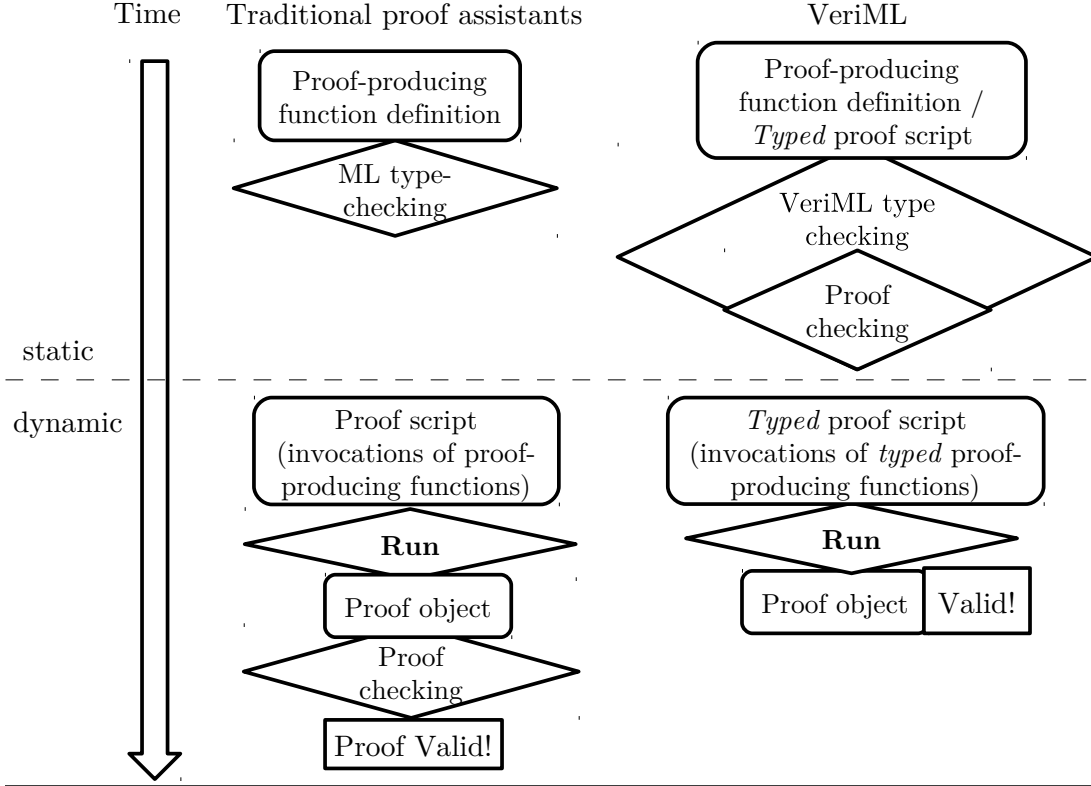 Time
Traditional proof assistants
VeriML
Proof-producing
function definition
Proof-producing
function definition /
Typed proof script
ML type-
checking
VeriML type
checking
Proof
checking
static
dynamic
Proof script
(invocations of proof-
producing functions)
Typed proof script
(invocations of typed proof-
producing functions)
Run
Run
Proof object
Proof object
Valid!
Proof
checking
Proof Valid!